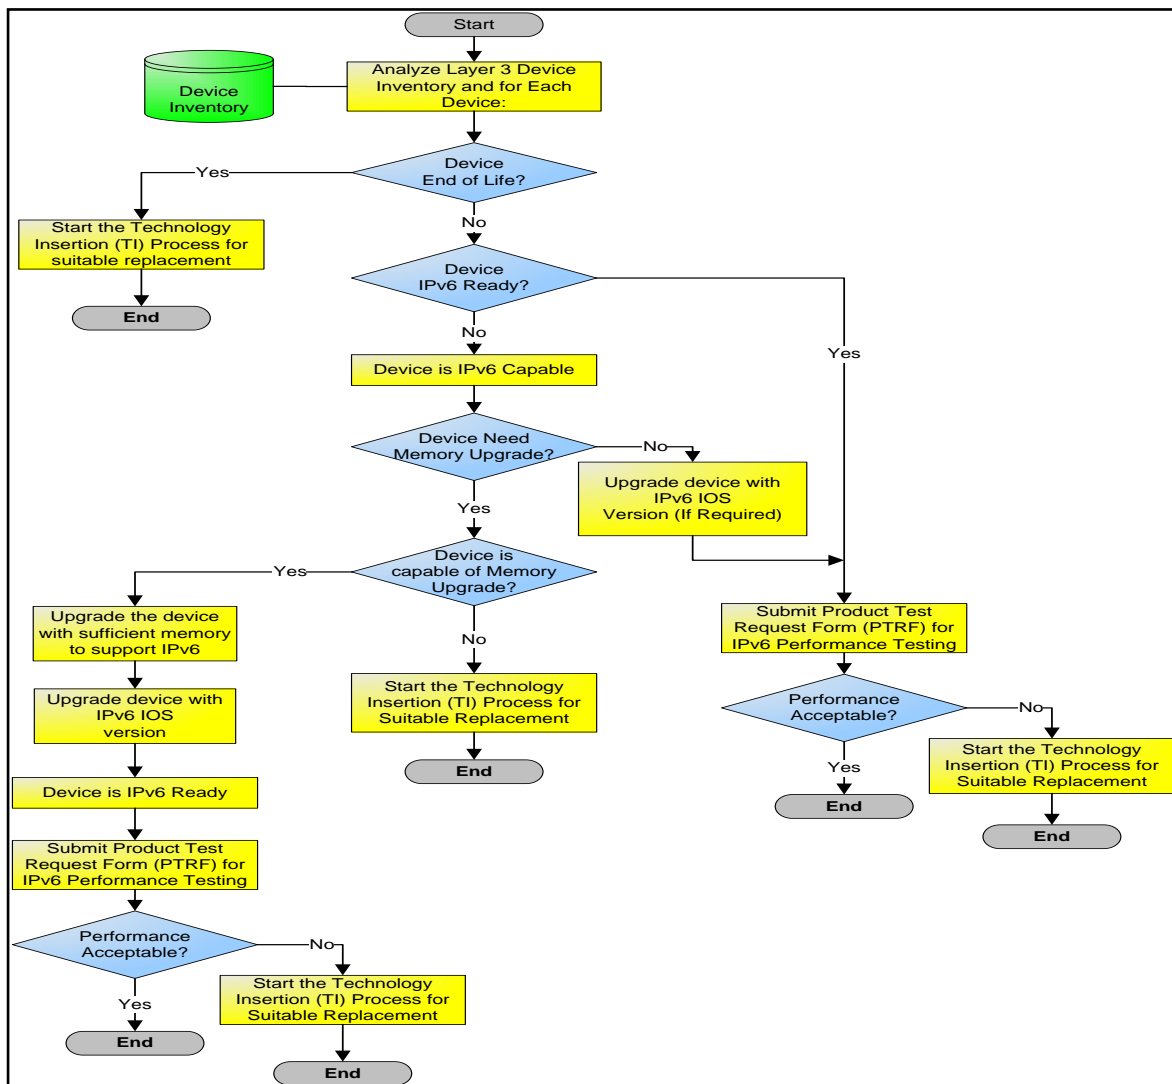 Start
Analyze Layer 3 Device
Inventory and for Each
Device:
Device
Inventory
Device
End of Life?
Yes
No
Start the Technology
Insertion (TI) Process for
suitable replacement
End
Device
IPv6 Ready?
No
Yes
Device is IPv6 Capable
Device Need
Memory Upgrade?
No
Yes
Upgrade device with
IPv6 IOS
Version (If Required)
Device is
capable of Memory
Upgrade?
Yes
No
Upgrade the device
with sufficient memory
to support IPv6
Upgrade device with
IPv6 IOS
version
Device is IPv6 Ready
Submit Product Test
Request Form (PTRF) for
IPv6 Performance Testing
Performance
Acceptable?
No
Yes
End
Start the Technology
Insertion (TI) Process for
Suitable Replacement
End
Start the Technology
Insertion (TI) Process for
Suitable Replacement
End
Submit Product Test
Request Form (PTRF) for
IPv6 Performance Testing
Performance
Acceptable?
No
Yes
End
Start the Technology
Insertion (TI) Process for
Suitable Replacement
End